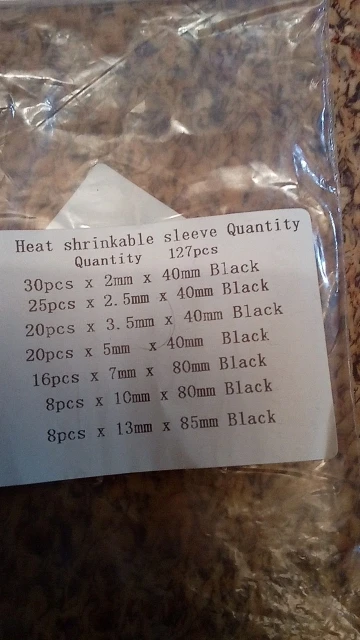 Heat shrinkable sleeve Quantity
Quantity 127pcs
30pcs x 2mm x 40mm Black
25pcs x 2.5mm x 40mm Black
20pcs x 3.5mm x 40mm Black
20pcs x 5mm x 40mm Black
16pcs x 7mm x 80mm Black
8pcs x 10mm x 80mm Black
8pcs x 13mm x 85mm Black